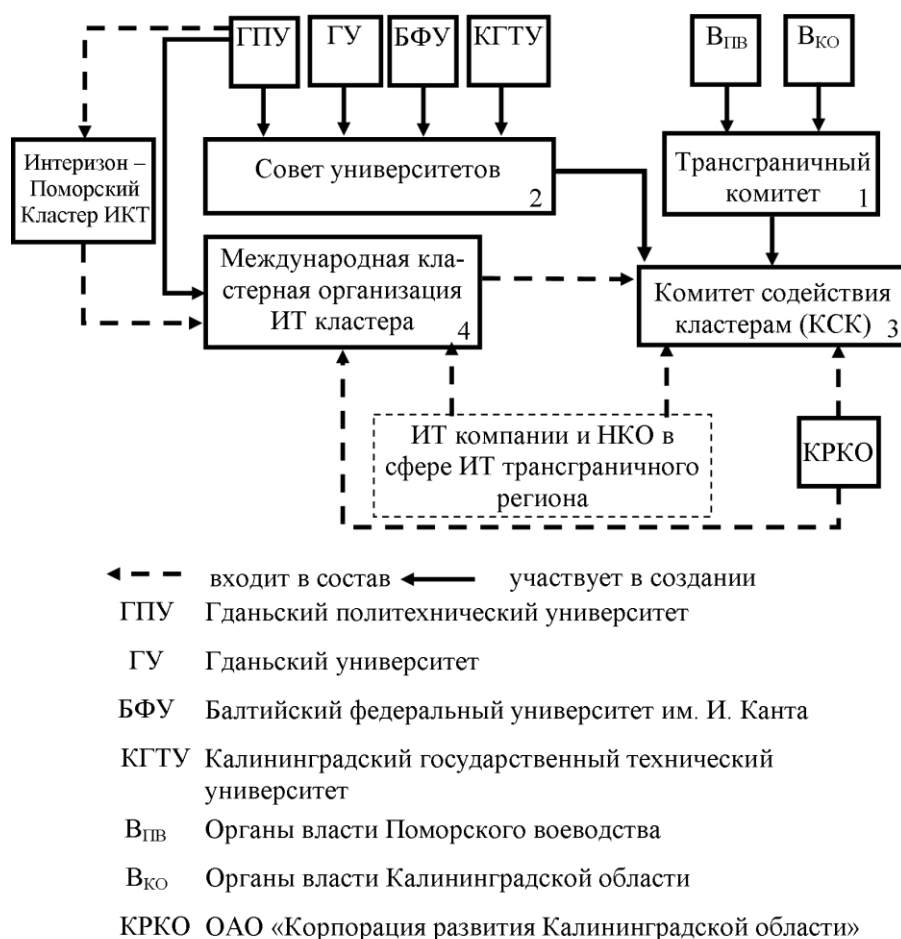 ГПУ
ГУ
БФУ
КГТУ
ВПВ
ВКО
Интеризон –
Поморский
Кластер ИКТ
Совет университетов
2
Трансграничный
комитет
1
Международная кла-
стерная организация
ИТ кластера
4
Комитет содействия
кластерам (КСК)
3
ИТ компании и НКО в
сфере ИТ трансграничного
региона
КРКО
входит в состав
участвует в создании
ГПУ Гданьский политехнический университет
ГУ Гданьский университет
БФУ Балтийский федеральный университет им. И. Канта
КГТУ Калининградский государственный технический
университет
ВПВ Органы власти Поморского воеводства
ВКО Органы власти Калининградской области
КРКО ОАО «Корпорация развития Калининградской области»